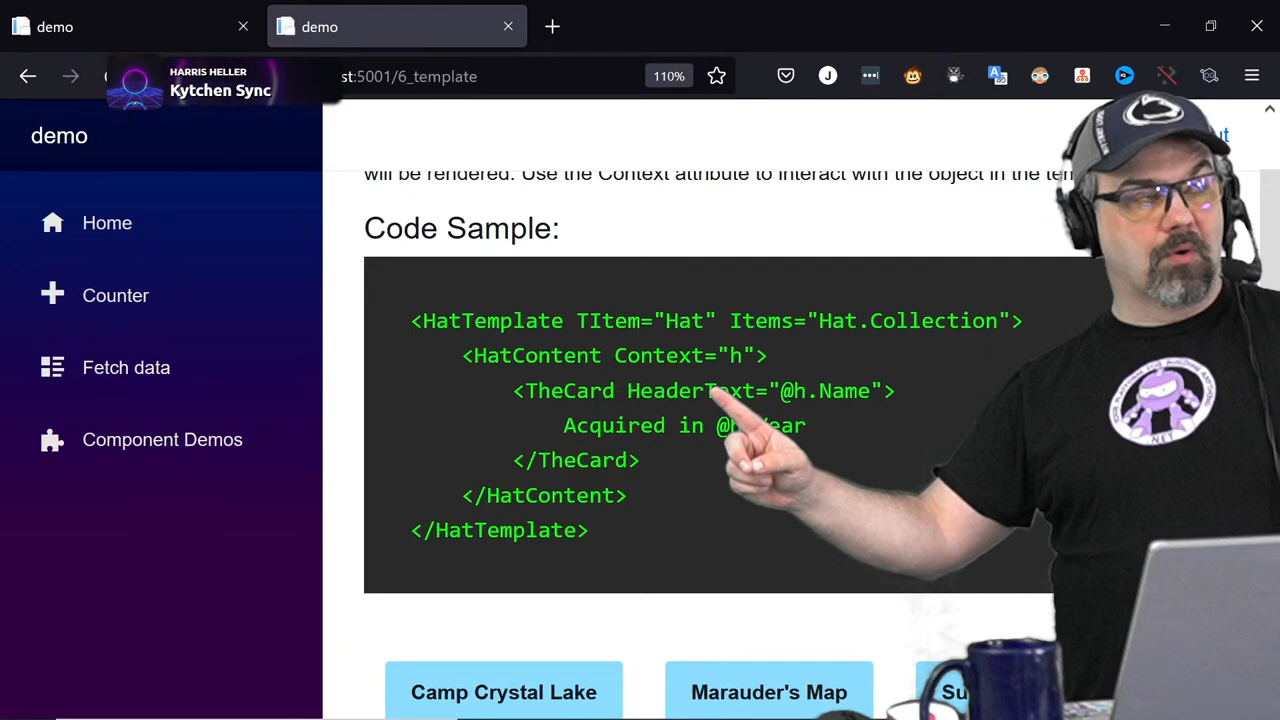 demo
demo
HARRIS HELLER
Kytchen Sync
st:5001/6_template
110%
demo
Home
Counter
Fetch data
Component Demos
will be rendered. Use the Context attribute to interact with the object in the
Code Sample:
<HatTemplate TItem="Hat" Items="Hat.Collection">
<HatContent Context="h">
<TheCard HeaderText="@h.Name">
Acquired in @h.Year
</TheCard>
</HatContent>
</HatTemplate>
Camp Crystal Lake
Marauder's Map
.NET